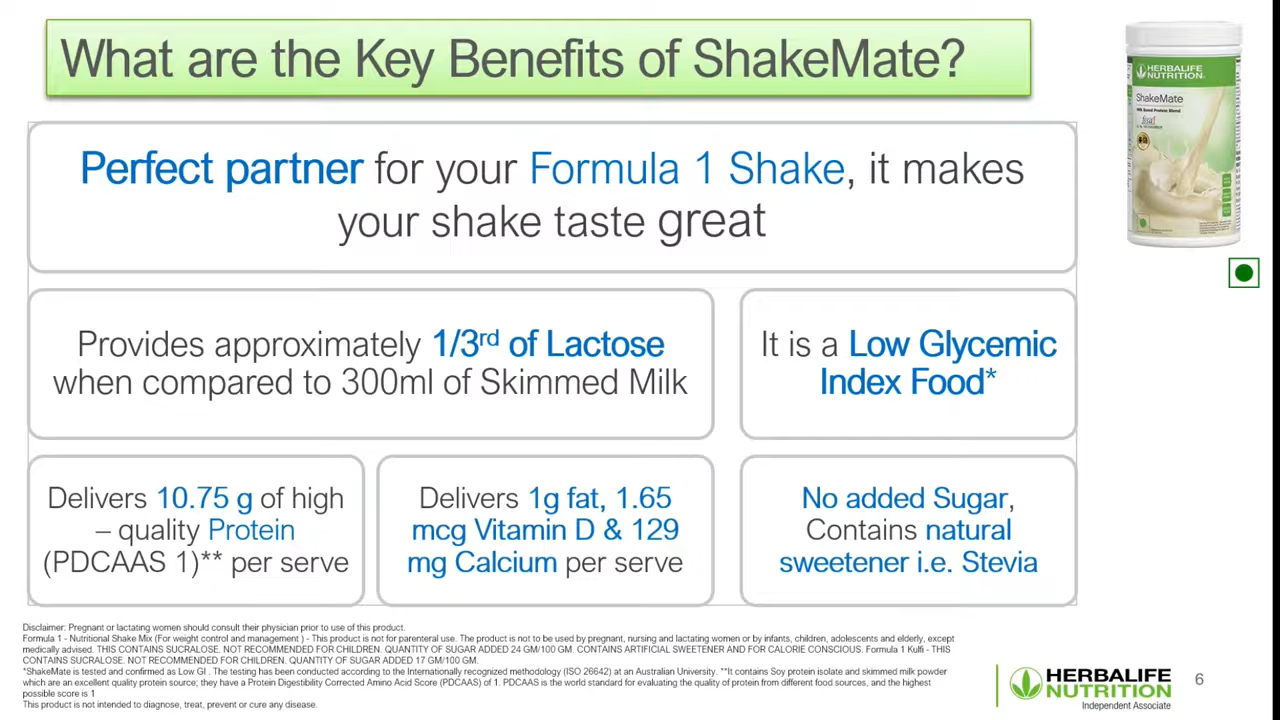 What are the Key Benefits of ShakeMate?
HERBALIFE
NUTRITION
ShakeMate
Perfect partner for your Formula 1 Shake, it makes
your shake taste great
Provides approximately 1/3rd of Lactose
when compared to 300ml of Skimmed Milk
It is a Low Glycemic
Index Food*
Delivers 10.75 g of high
– quality Protein
(PDCAAS 1)** per serve
Delivers 1g fat, 1.65
mcg Vitamin D & 129
mg Calcium per serve
No added Sugar,
Contains natural
sweetener i.e. Stevia
Disclaimer: Pregnant or lactating women should consult their physician prior to use of this product.
Formula 1 - Nutritional Shake Mix (For weight control and management ) - This product is not for parenteral use. The product is not to be used by pregnant, nursing and lactating women or by infants, children, adolescents and elderly, except
medically advised. THIS CONTAINS SUCRALOSE. NOT RECOMMENDED FOR CHILDREN. QUANTITY OF SUGAR ADDED 24 GM/100 GM. CONTAINS ARTIFICIAL SWEETENER AND FOR CALORIE CONSCIOUS. Formula 1 Kulfi - THIS
CONTAINS SUCRALOSE. NOT RECOMMENDED FOR CHILDREN. QUANTITY OF SUGAR ADDED 17 GM/100 GM.
*ShakeMate is tested and confirmed as Low GI . The testing has been conducted according to the Internationally recognized methodology (ISO 26642) at an Australian University. **It contains Soy protein isolate and skimmed milk powder
which are an excellent quality protein source; they have a Protein Digestibility Corrected Amino Acid Score (PDCAAS) of 1. PDCAAS is the world standard for evaluating the quality of protein from different food sources, and the highest
possible score is 1
This product is not intended to diagnose, treat, prevent or cure any disease.
HERBALIFE
NUTRITION
Independent Associate
6